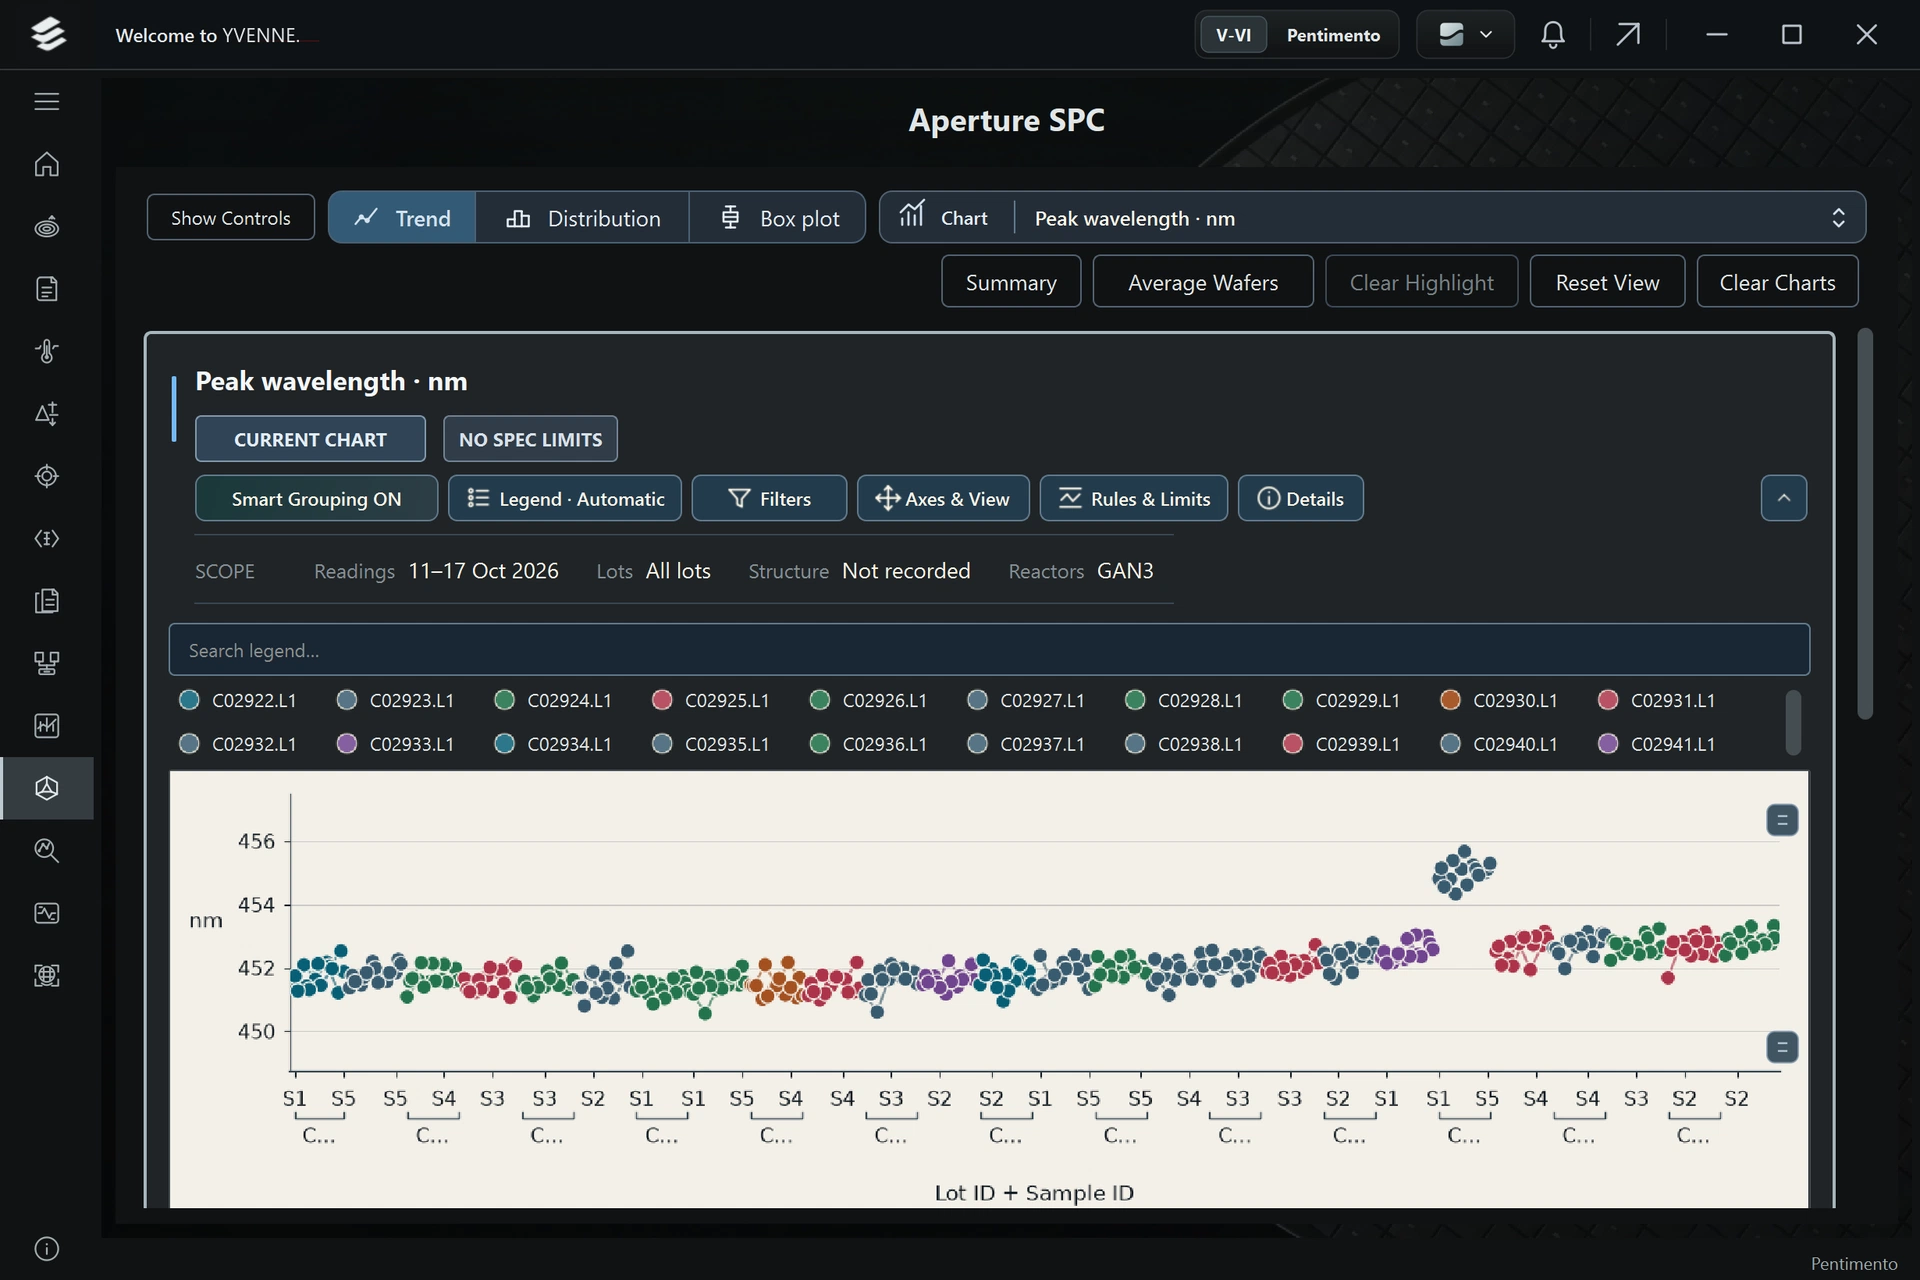 Welcome to YVENNE.
V-VI Pentimento
Aperture SPC
Show Controls Trend Distribution Box plot Chart Peak wavelength · nm
Summary Average Wafers Clear Highlight Reset View Clear Charts
Peak wavelength · nm
CURRENT CHART NO SPEC LIMITS
Smart Grouping ON Legend · Automatic Filters Axes & View Rules & Limits Details
SCOPE Readings 11–17 Oct 2026 Lots All lots Structure Not recorded Reactors GAN3
Search legend...
C02922.L1 C02923.L1 C02924.L1 C02925.L1 C02926.L1 C02927.L1 C02928.L1 C02929.L1 C02930.L1 C02931.L1
C02932.L1 C02933.L1 C02934.L1 C02935.L1 C02936.L1 C02937.L1 C02938.L1 C02939.L1 C02940.L1 C02941.L1
456
454
nm
452
450
S1 S5 S5 S4 S3 S3 S2 S1 S1 S5 S4 S4 S3 S2 S2 S1 S5 S5 S4 S3 S3 S2 S1 S1 S5 S4 S4 S3 S2 S2
C... C... C... C... C... C... C... C... C... C... C... C... C...
Lot ID + Sample ID
Pentimento